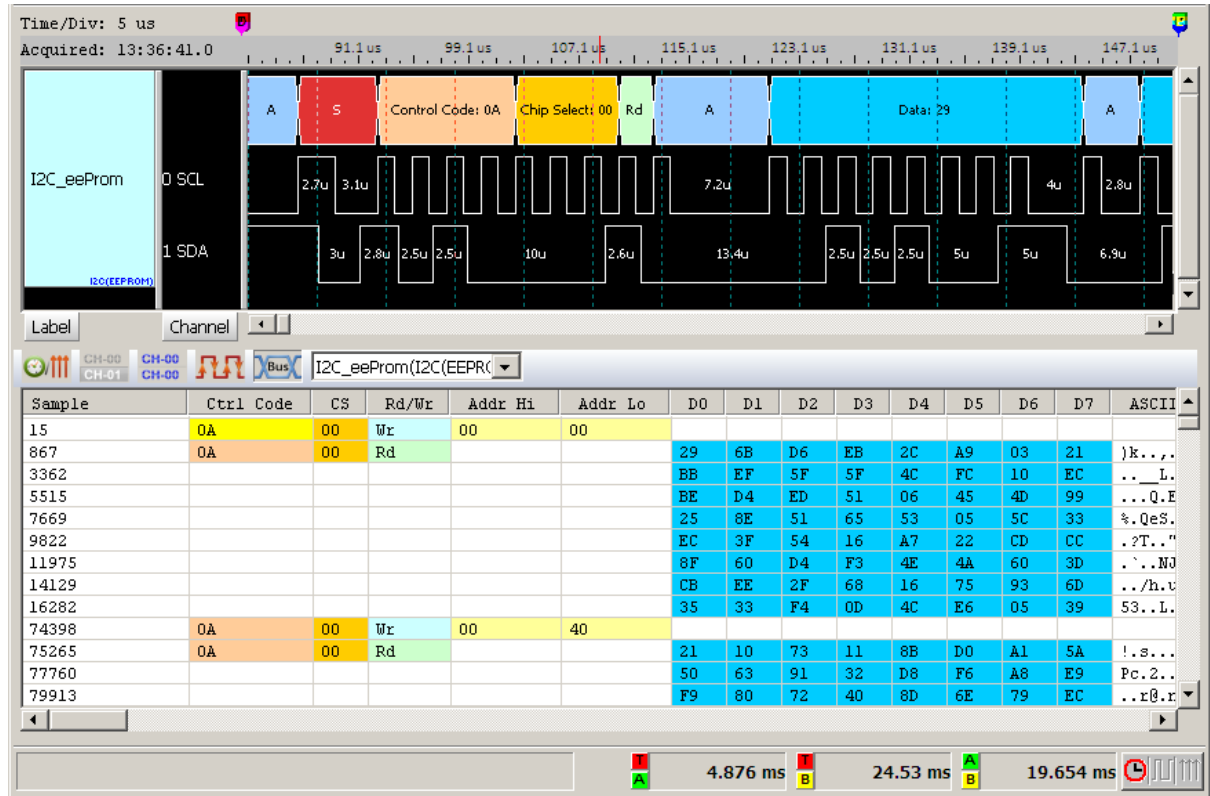 Time/Div: 5 us
Acquired: 13:36:41.0 91.1 us 99.1 us 107.1 us 115.1 us 123.1 us 131.1 us 139.1 us 147.1 us
A S Control Code: 0A Chip Select: 00 Rd A Data: 29 A
I2C_eeProm 0 SCL 2.7u 3.1u 7.2u 4u 2.8u
1 SDA 3u 2.8u 2.5u 2.5u 10u 2.6u 13.4u 2.5u 2.5u 2.5u 5u 5u 6.9u
I2C(EEPROM)
Label Channel
CH-00 CH-00
CH-01 CH-00 Bus I2C_eeProm(I2C(EEPR(
Sample Ctrl Code CS Rd/Wr Addr Hi Addr Lo D0 D1 D2 D3 D4 D5 D6 D7 ASCII
15 0A 00 Wr 00 00
867 0A 00 Rd 29 6B D6 EB 2C A9 03 21 )k..,.
3362 BB EF 5F 5F 4C FC 10 EC ..__L.
5515 BE D4 ED 51 06 45 4D 99 ...Q.E
7669 25 8E 51 65 53 05 5C 33 %.QeS.
9822 EC 3F 54 16 A7 22 CD CC .?T.."
11975 8F 60 D4 F3 4E 4A 60 3D .`..NJ
14129 CB EE 2F 68 16 75 93 6D ../h.u
16282 35 33 F4 0D 4C E6 05 39 53..L.
74398 0A 00 Wr 00 40
75265 0A 00 Rd 21 10 73 11 8B D0 A1 5A !.s...
77760 50 63 91 32 D8 F6 A8 E9 Pc.2..
79913 F9 80 72 40 8D 6E 79 EC ..r@.n
T A 4.876 ms T B 24.53 ms A B 19.654 ms